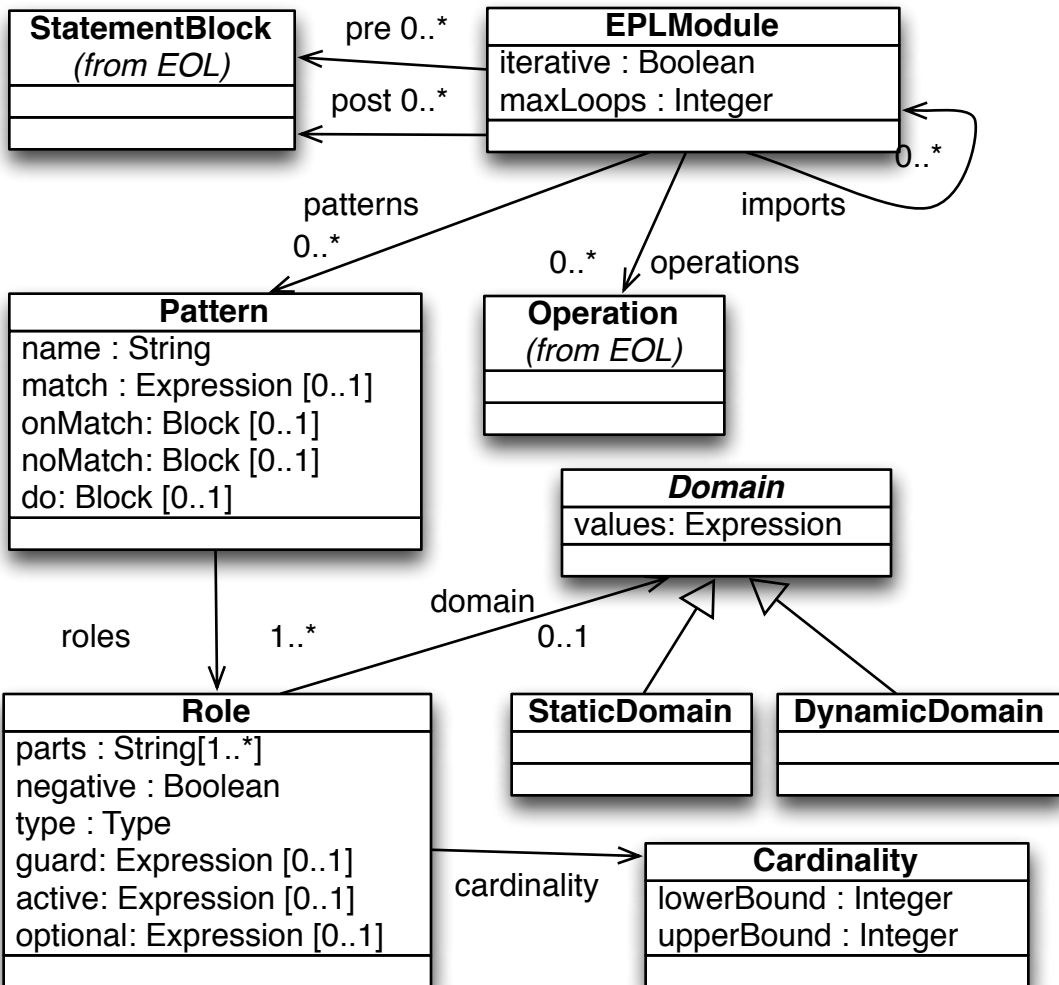 StatementBlock
(from EOL)
pre 0..*
post 0..*
EPLModule
iterative : Boolean
maxLoops : Integer
0..*
imports
patterns
0..*
0..*
operations
Pattern
name : String
match : Expression [0..1]
onMatch: Block [0..1]
noMatch: Block [0..1]
do: Block [0..1]
Operation
(from EOL)
Domain
values: Expression
roles
1..*
domain
0..1
StaticDomain
DynamicDomain
Role
parts : String[1..*]
negative : Boolean
type : Type
guard: Expression [0..1]
active: Expression [0..1]
optional: Expression [0..1]
cardinality
Cardinality
lowerBound : Integer
upperBound : Integer